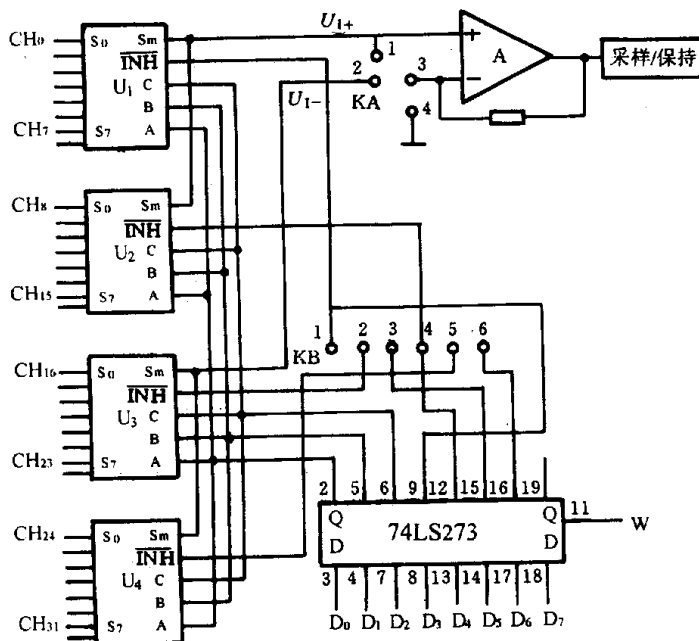 U₁₊
CH₀ S₀ Sm
INH
U₁ C
B
CH₇ S₇ A
1
2 3
KA
4
U₁₋
+
A
−
采样/保持
CH₈ S₀ Sm
INH
U₂ C
B
CH₁₅ S₇ A
1 2 3 4 5 6
KB
CH₁₆ S₀ Sm
INH
U₃ C
B
CH₂₃ S₇ A
2 5 6 9 12 15 16 19
Q Q
74LS273
D D
11 W
3 4 7 8 13 14 17 18
D₀ D₁ D₂ D₃ D₄ D₅ D₆ D₇
CH₂₄ S₀ Sm
INH
U₄ C
B
CH₃₁ S₇ A